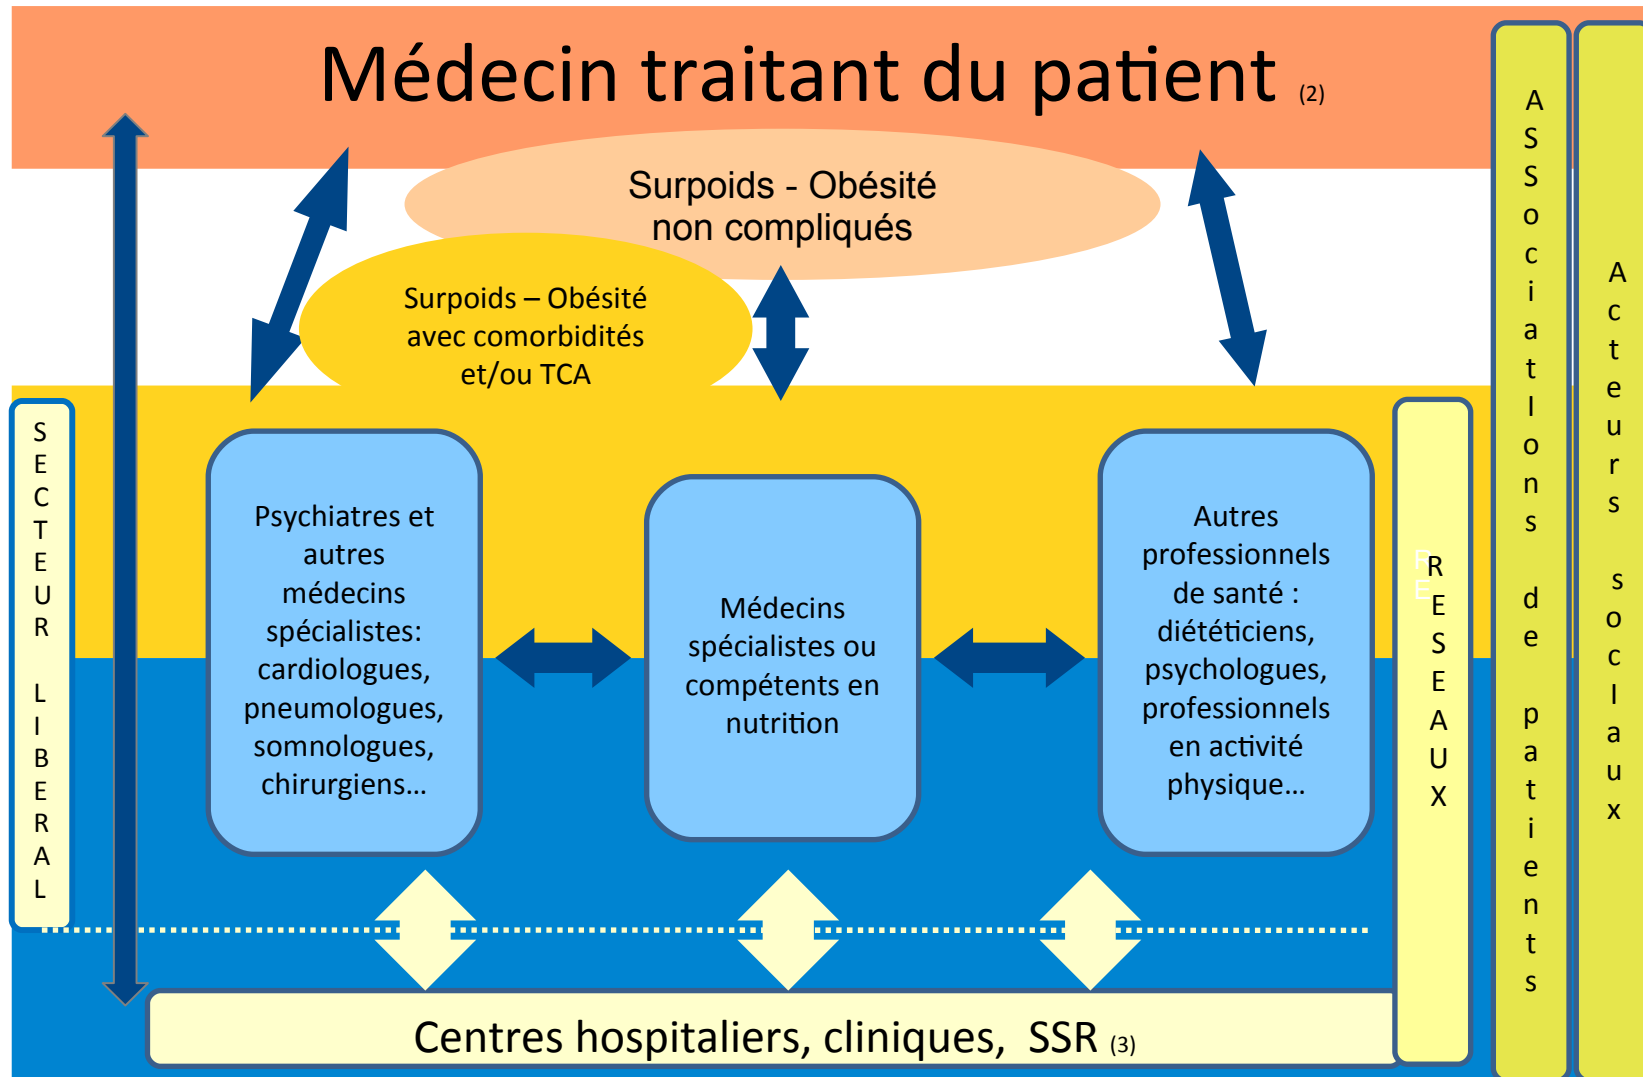 Médecin traitant du patient (2)
Surpoids - Obésité
non compliqués
Surpoids – Obésité
avec comorbidités
et/ou TCA
SECTEUR LIBERAL
Psychiatres et
autres
médecins
spécialistes:
cardiologues,
pneumologues,
somnologues,
chirurgiens…
Médecins
spécialistes ou
compétents en
nutrition
Autres
professionnels
de santé :
diététiciens,
psychologues,
professionnels
en activité
physique…
RE
RESEAUX
ASSociatIons de patients
Acteurs socIaux
Centres hospitaliers, cliniques, SSR (3)